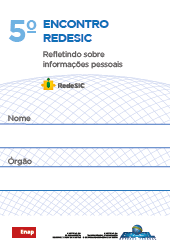 5º ENCONTRO
REDESIC
Refletindo sobre
informações pessoais
RedeSIC
Nome
Órgão
Enap